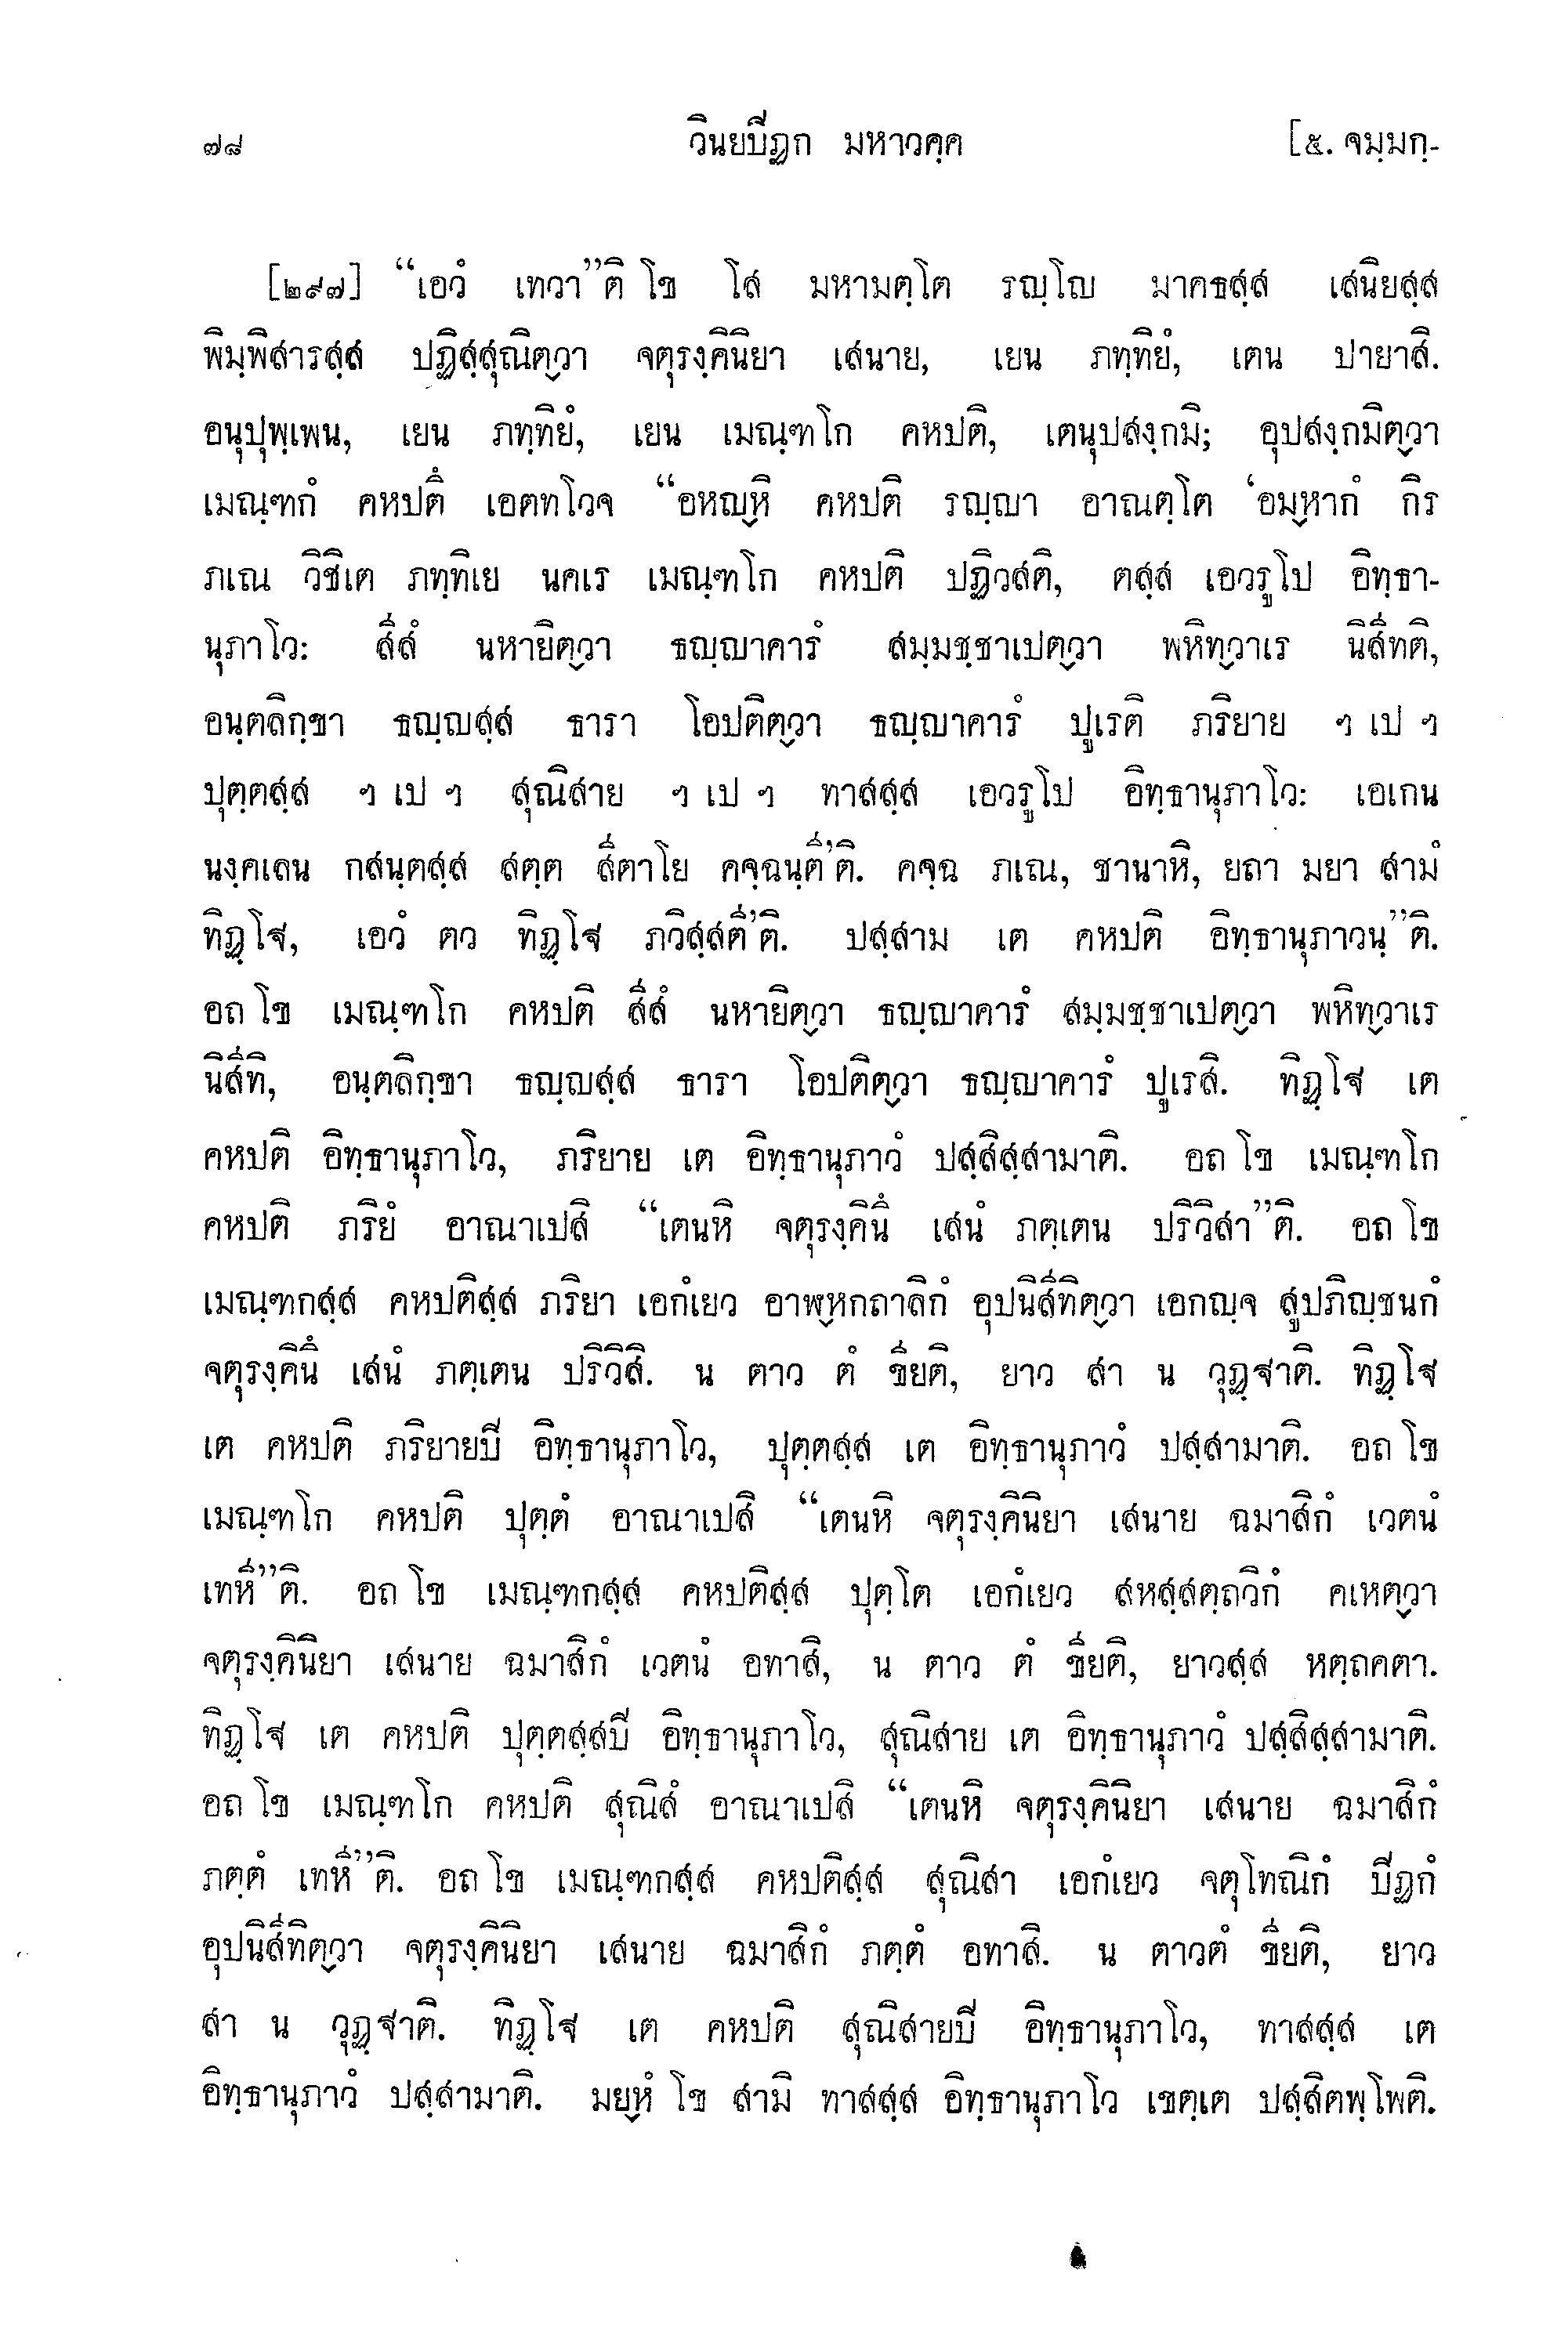 ๗๘ วินยปิฏก มหาวคฺค [๕. จมฺมกฺ-
[๒๙๗] “เอวํ เทวา”ติ โข โส มหามตฺโต รญฺโญ มาคธสฺส เสนิยสฺส
พิมฺพิสารสฺส ปฏิสฺสุณิตฺวา จตุรงฺคินิยา เสนาย, เยน ภทฺทิยํ, เตน ปายาสิ.
อนุปุพฺเพน, เยน ภทฺทิยํ, เยน เมณฺฑโก คหปติ, เตนุปสงฺกมิ; อุปสงฺกมิตฺวา
เมณฺฑกํ คหปตึ เอตทโวจ “อหญฺหิ คหปติ รญฺญา อาณตฺโต ‘อมฺหากํ กิร
ภเณ วิชิเต ภทฺทิเย นคเร เมณฺฑโก คหปติ ปฏิวสติ, ตสฺส เอวรูโป อิทฺธา-
นุภาโว: สีสํ นหายิตฺวา ธญฺญาคารํ สมฺมชฺชาเปตฺวา พหิทฺวาเร นิสีทติ,
อนฺตลิกฺขา ธญฺญสฺส ธารา โอปติตฺวา ธญฺญาคารํ ปูเรติ ภริยาย ฯ เป ฯ
ปุตฺตสฺส ฯ เป ฯ สุณิสาย ฯ เป ฯ ทาสสฺส เอวรูโป อิทฺธานุภาโว: เอเกน
นงฺคเลน กสนฺตสฺส สตฺต สีตาโย คจฺฉนฺตี’ติ. คจฺฉ ภเณ, ชานาหิ, ยถา มยา สามํ
ทิฏฺโฐ, เอวํ ตว ทิฏฺโฐ ภวิสฺสตี’ติ. ปสฺสาม เต คหปติ อิทฺธานุภาวนฺ”ติ.
อถ โข เมณฺฑโก คหปติ สีสํ นหายิตฺวา ธญฺญาคารํ สมฺมชฺชาเปตฺวา พหิทฺวาเร
นิสีทิ, อนฺตลิกฺขา ธญฺญสฺส ธารา โอปติตฺวา ธญฺญาคารํ ปูเรสิ. ทิฏฺโฐ เต
คหปติ อิทฺธานุภาโว, ภริยาย เต อิทฺธานุภาวํ ปสฺสิสฺสามาติ. อถ โข เมณฺฑโก
คหปติ ภริยํ อาณาเปสิ “เตนหิ จตุรงฺคินึ เสนํ ภตฺเตน ปริวิสา”ติ. อถ โข
เมณฺฑกสฺส คหปติสฺส ภริยา เอกํเยว อาฬฺหกถาลิกํ อุปนิสีทิตฺวา เอกญฺจ สูปภิญฺชนกํ
จตุรงฺคินึ เสนํ ภตฺเตน ปริวิสิ. น ตาว ตํ ขียติ, ยาว สา น วุฏฺฐาติ. ทิฏฺโฐ
เต คหปติ ภริยายปิ อิทฺธานุภาโว, ปุตฺตสฺส เต อิทฺธานุภาวํ ปสฺสามาติ. อถ โข
เมณฺฑโก คหปติ ปุตฺตํ อาณาเปสิ “เตนหิ จตุรงฺคินิยา เสนาย ฉมาสิกํ เวตนํ
เทหี”ติ. อถ โข เมณฺฑกสฺส คหปติสฺส ปุตฺโต เอกํเยว สหสฺสตฺถวิกํ คเหตฺวา
จตุรงฺคินิยา เสนาย ฉมาสิกํ เวตนํ อทาสิ, น ตาว ตํ ขียติ, ยาวสฺส หตฺถคตา.
ทิฏฺโฐ เต คหปติ ปุตฺตสฺสปิ อิทฺธานุภาโว, สุณิสาย เต อิทฺธานุภาวํ ปสฺสิสฺสามาติ.
อถ โข เมณฺฑโก คหปติ สุณิสํ อาณาเปสิ “เตนหิ จตุรงฺคินิยา เสนาย ฉมาสิกํ
ภตฺตํ เทหี”ติ. อถ โข เมณฺฑกสฺส คหปติสฺส สุณิสา เอกํเยว จตุโทณิกํ ปิฏกํ
อุปนิสีทิตฺวา จตุรงฺคินิยา เสนาย ฉมาสิกํ ภตฺตํ อทาสิ. น ตาวตํ ขียติ, ยาว
สา น วุฏฺฐาติ. ทิฏฺโฐ เต คหปติ สุณิสายปิ อิทฺธานุภาโว, ทาสสฺส เต
อิทฺธานุภาวํ ปสฺสามาติ. มยฺหํ โข สามิ ทาสสฺส อิทฺธานุภาโว เขตฺเต ปสฺสิตพฺโพติ.